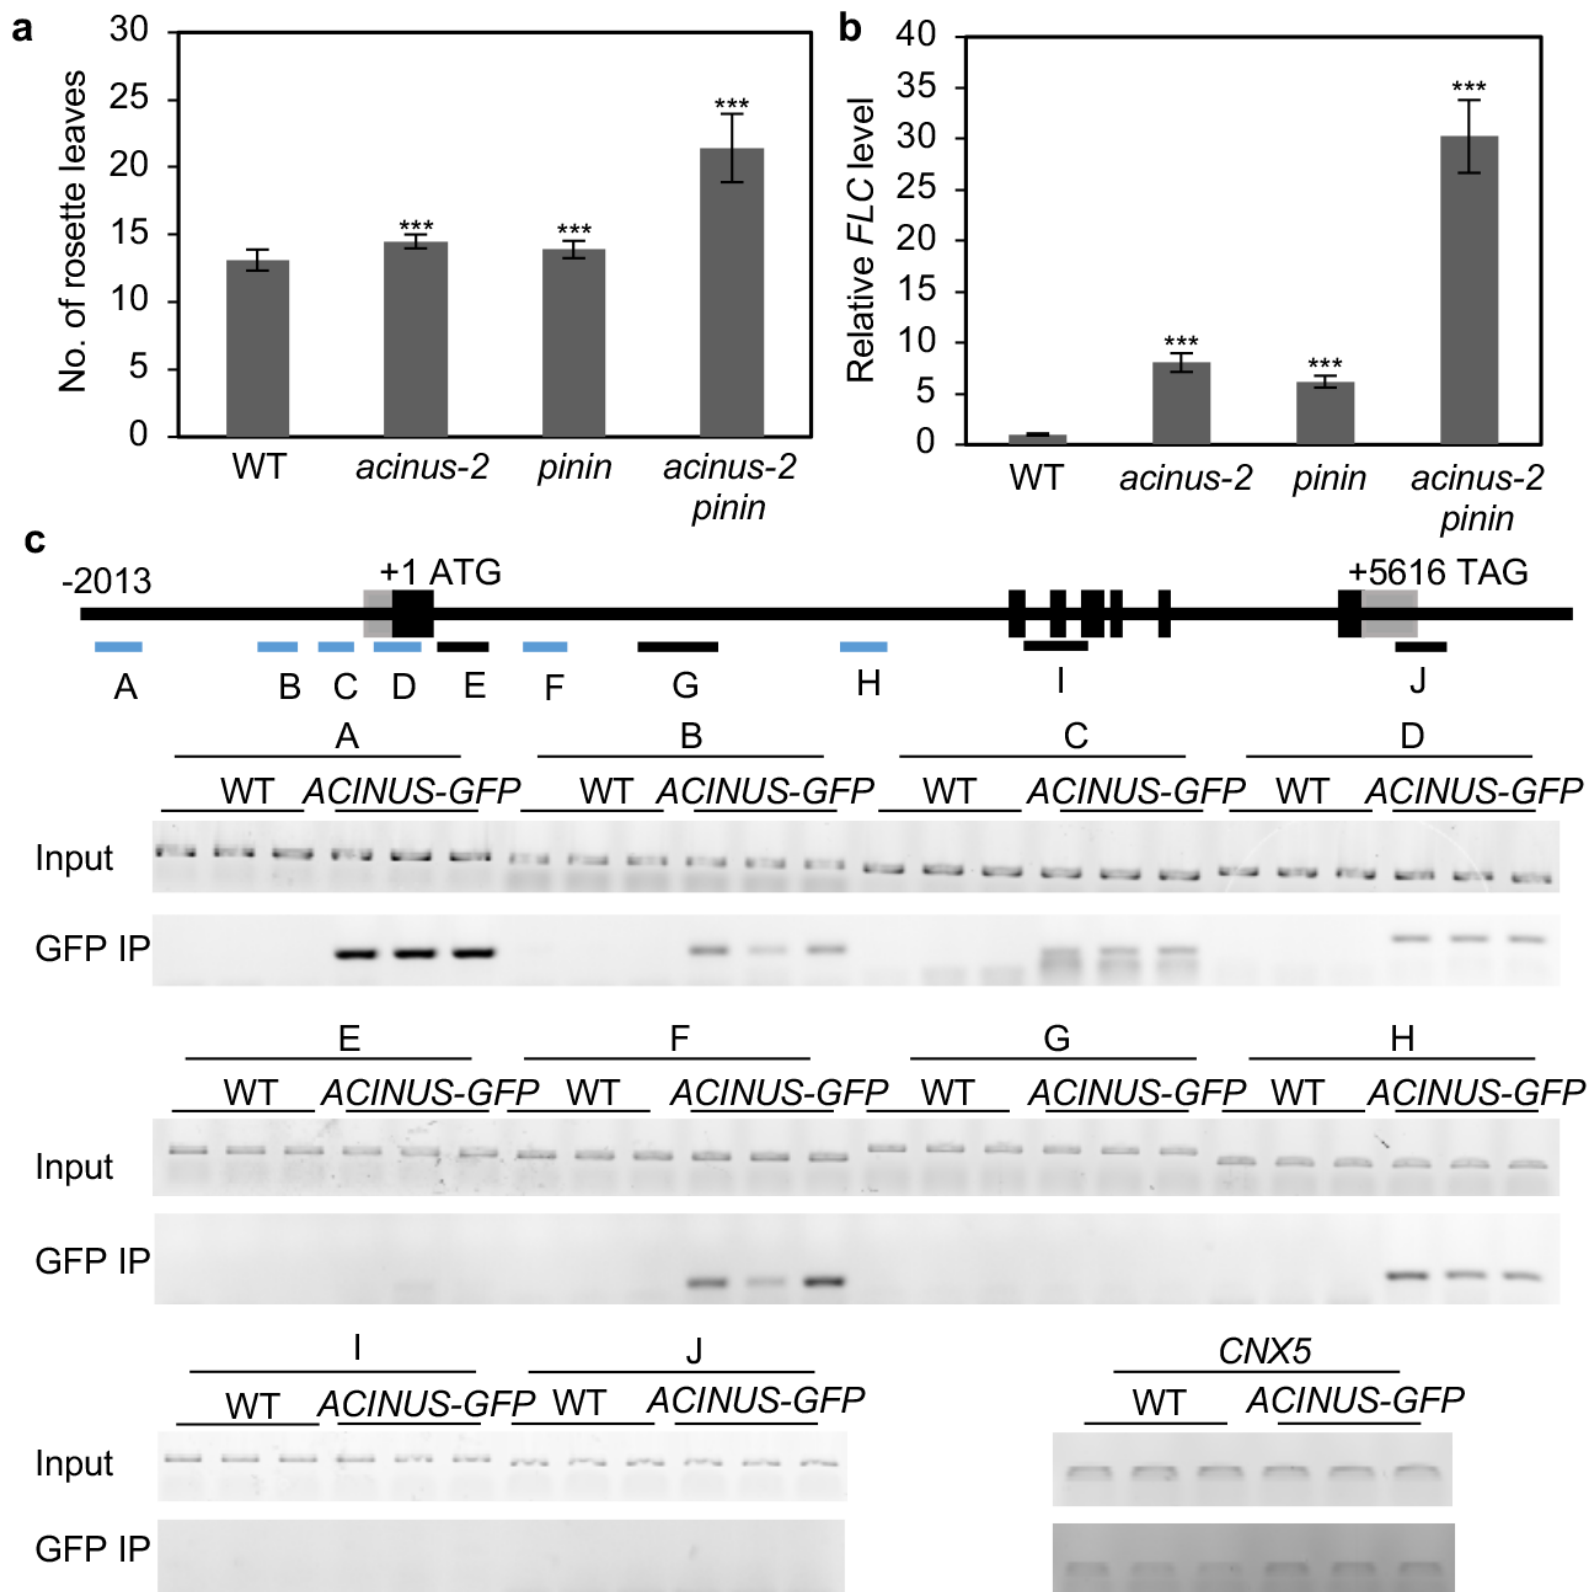 a
30
25
20
15
10
5
0
No. of rosette leaves
***
***
***
WT
acinus-2
pinin
acinus-2
pinin
b
40
35
30
25
20
15
10
5
0
Relative FLC level
***
***
***
WT
acinus-2
pinin
acinus-2
pinin
c
-2013
+1 ATG
+5616 TAG
A B C D E F G H I J
A B C D
WT ACINUS-GFP WT ACINUS-GFP WT ACINUS-GFP WT ACINUS-GFP
Input
GFP IP
E F G H
WT ACINUS-GFP WT ACINUS-GFP WT ACINUS-GFP WT ACINUS-GFP
Input
GFP IP
I J CNX5
WT ACINUS-GFP WT ACINUS-GFP WT ACINUS-GFP
Input
GFP IP